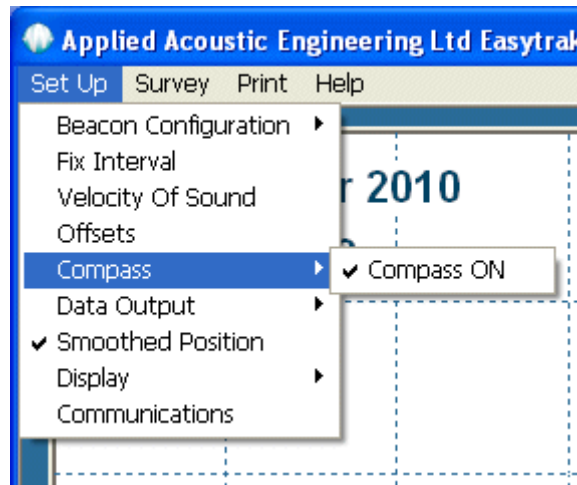 Applied Acoustic Engineering Ltd Easytrak
Set Up Survey Print Help
Beacon Configuration
Fix Interval
r 2010
Velocity Of Sound
Offsets
Compass
Compass ON
Data Output
Smoothed Position
Display
Communications